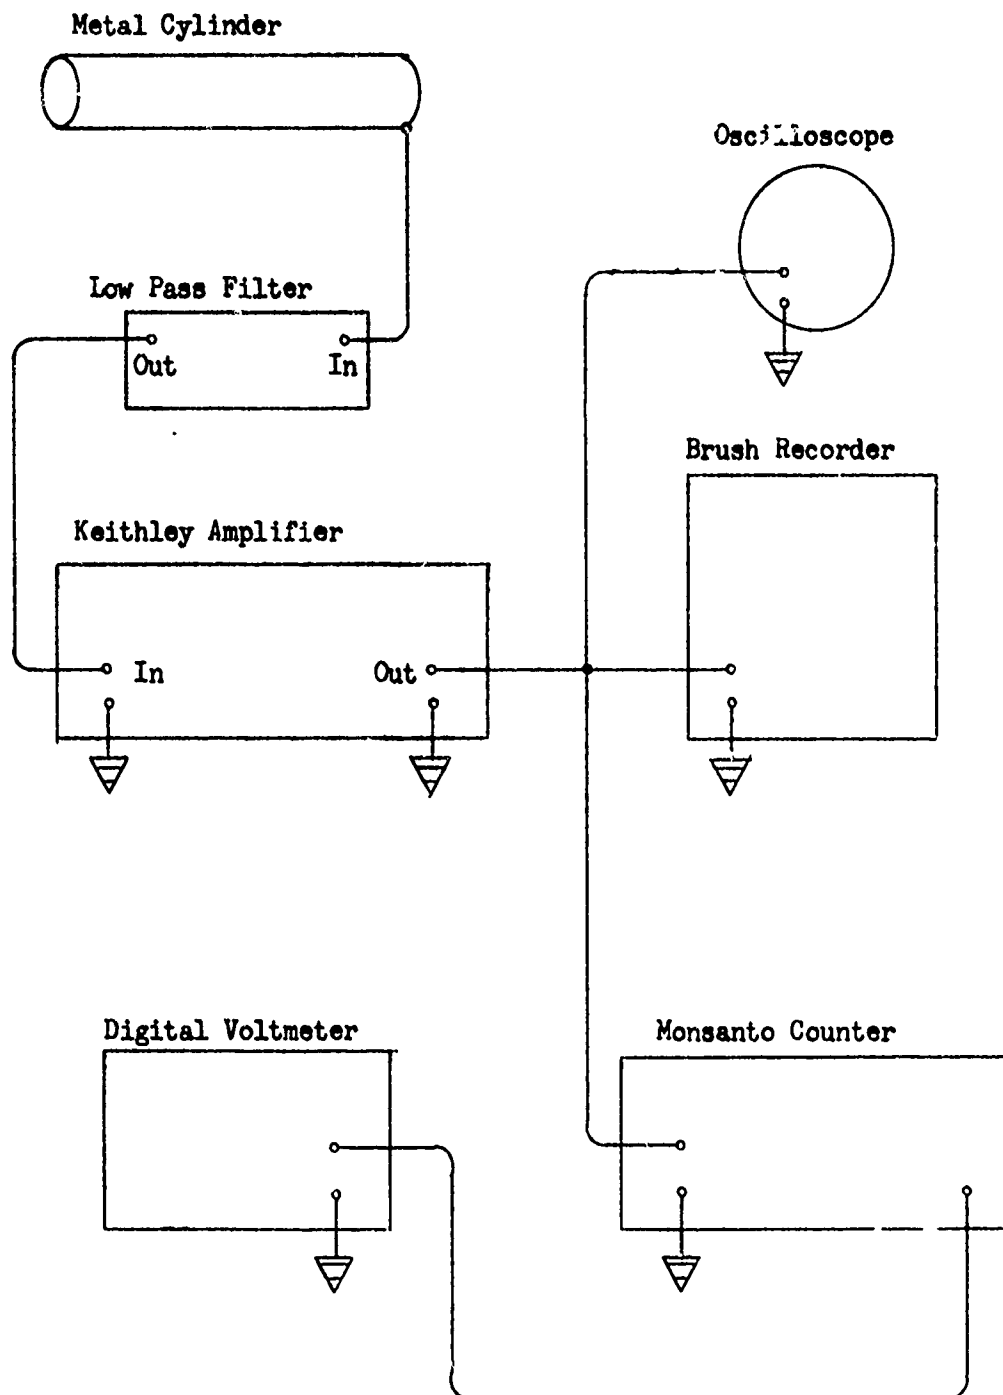 Metal Cylinder
Oscilloscope
Low Pass Filter
Out
In
Brush Recorder
Keithley Amplifier
In
Out
Digital Voltmeter
Monsanto Counter